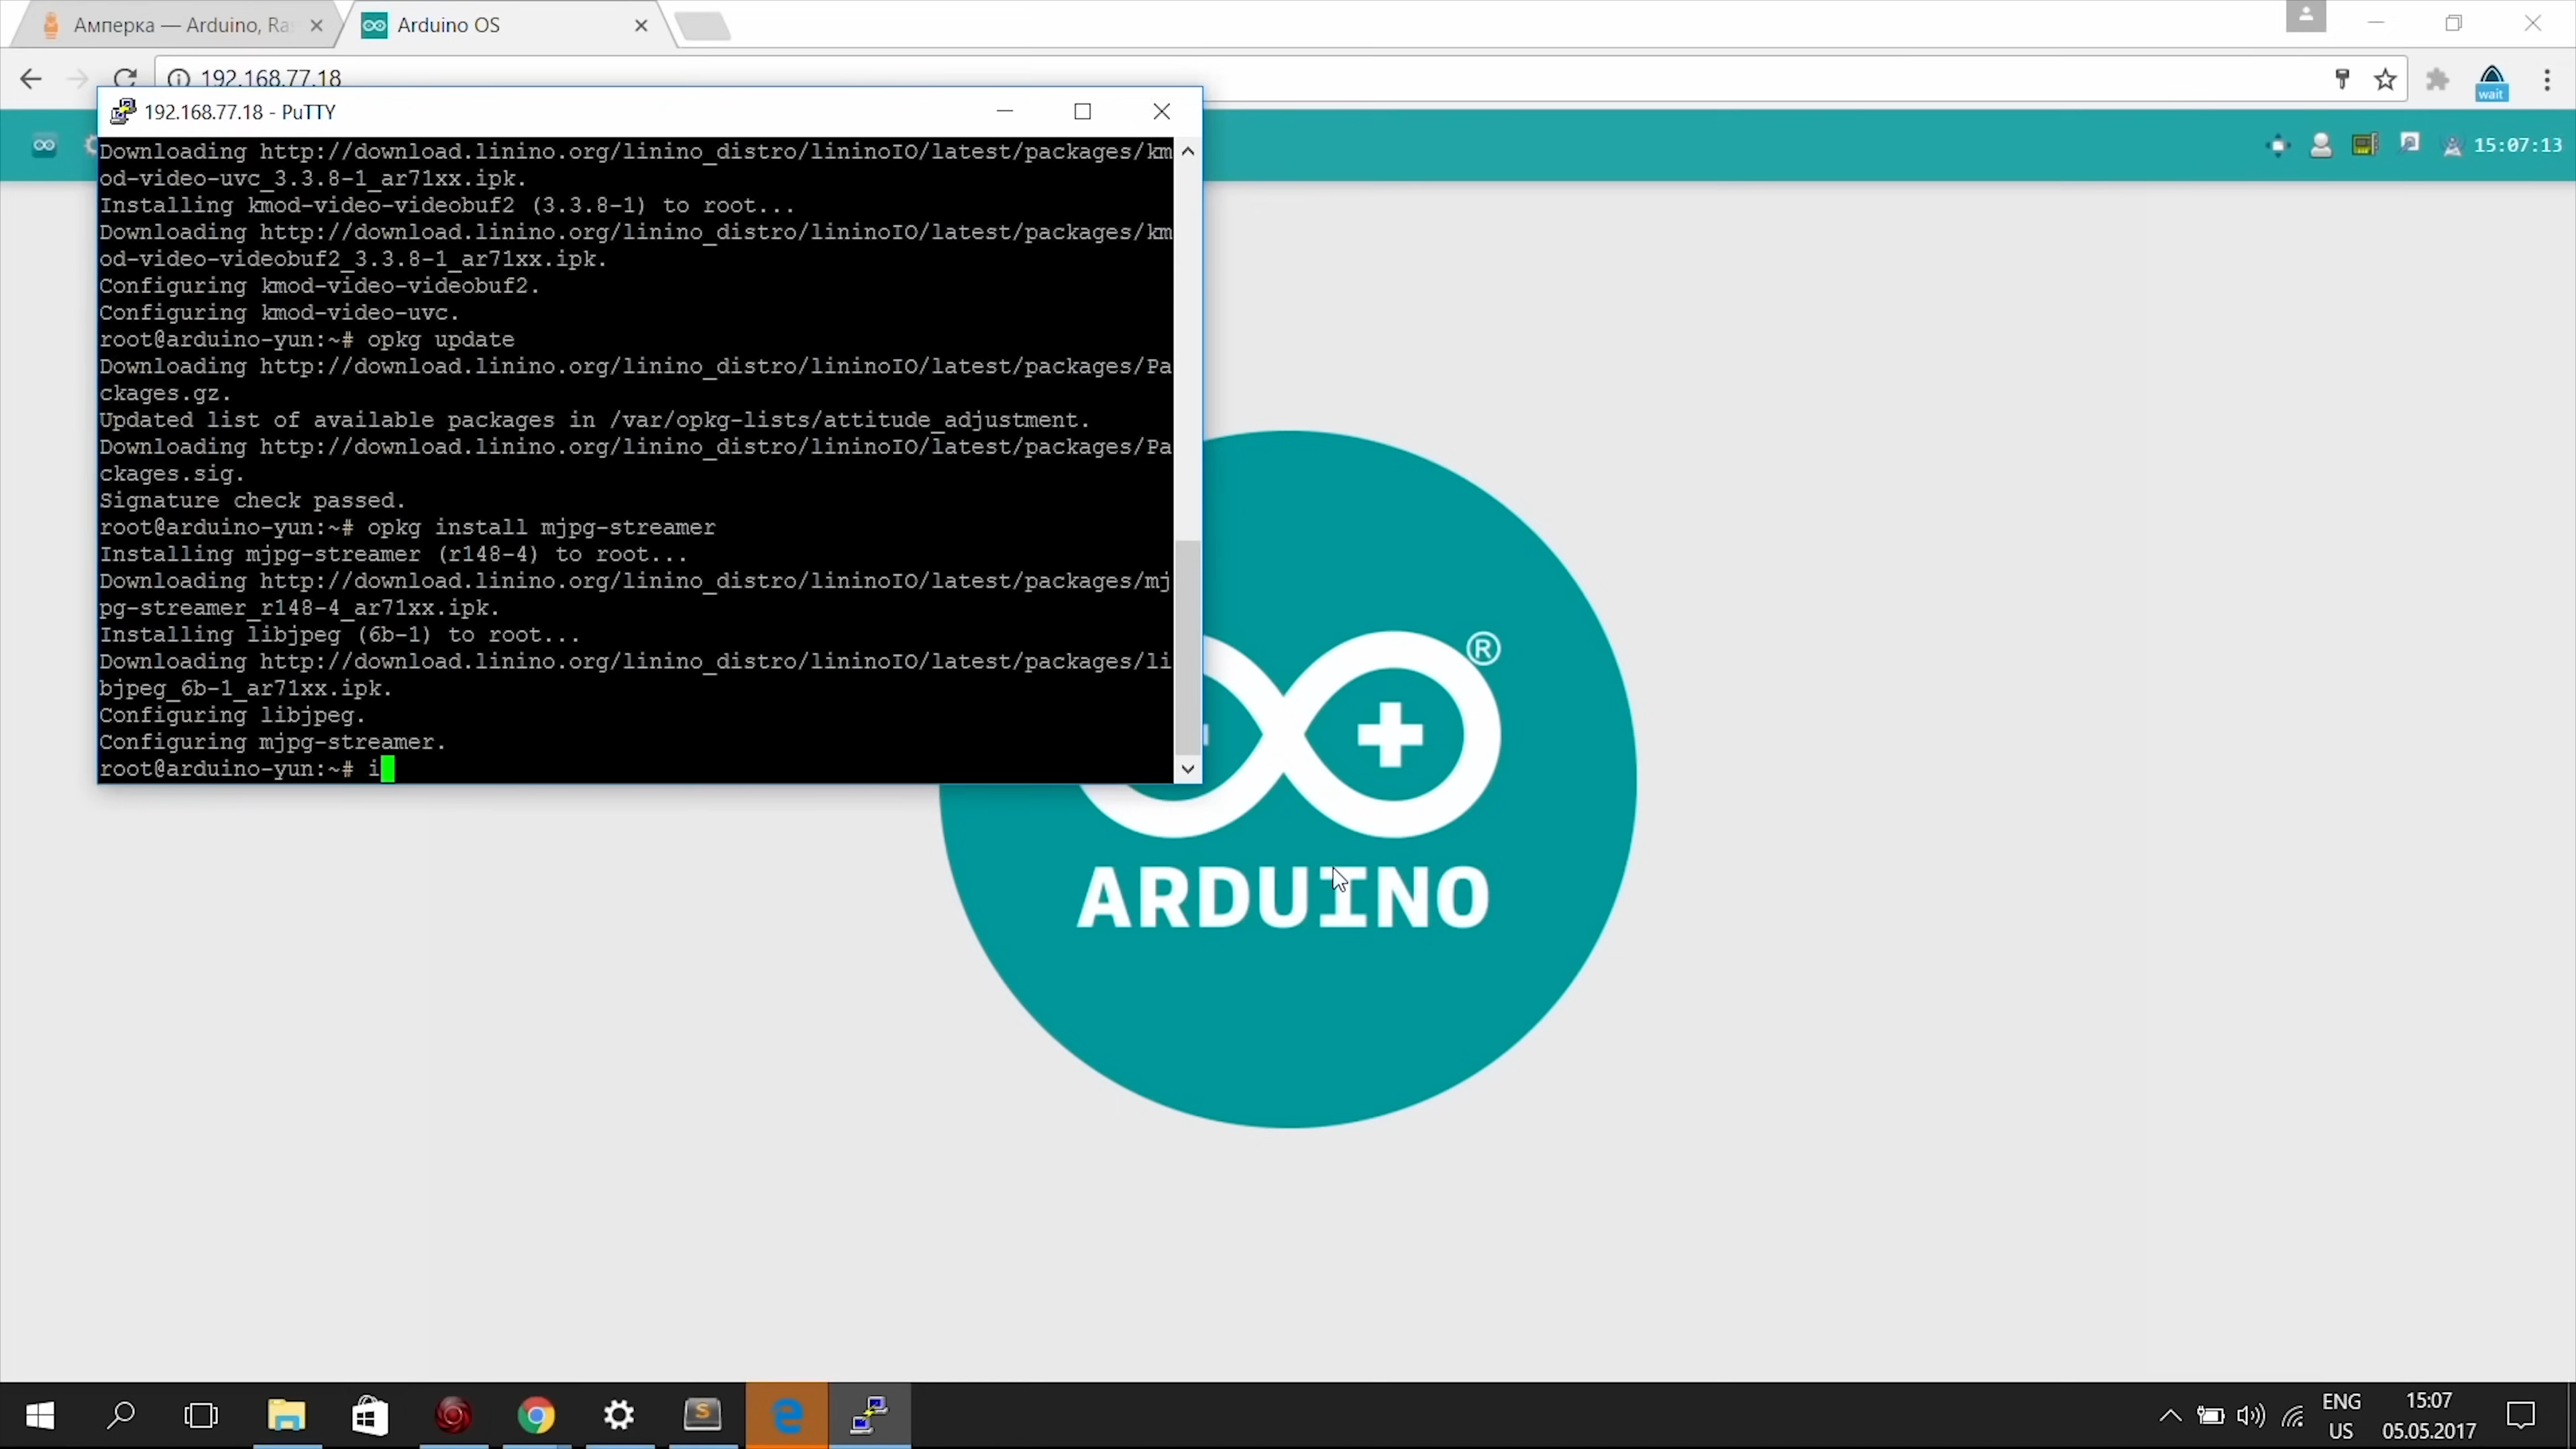 Амперка — Arduino, Ra
Arduino OS
192.168.77.18
wait
192.168.77.18 - PuTTY
15:07:13
Downloading http://download.linino.org/linino_distro/lininoIO/latest/packages/km
od-video-uvc_3.3.8-1_ar71xx.ipk.
Installing kmod-video-videobuf2 (3.3.8-1) to root...
Downloading http://download.linino.org/linino_distro/lininoIO/latest/packages/km
od-video-videobuf2_3.3.8-1_ar71xx.ipk.
Configuring kmod-video-videobuf2.
Configuring kmod-video-uvc.
root@arduino-yun:~# opkg update
Downloading http://download.linino.org/linino_distro/lininoIO/latest/packages/Pa
ckages.gz.
Updated list of available packages in /var/opkg-lists/attitude_adjustment.
Downloading http://download.linino.org/linino_distro/lininoIO/latest/packages/Pa
ckages.sig.
Signature check passed.
root@arduino-yun:~# opkg install mjpg-streamer
Installing mjpg-streamer (r148-4) to root...
Downloading http://download.linino.org/linino_distro/lininoIO/latest/packages/mj
pg-streamer_r148-4_ar71xx.ipk.
Installing libjpeg (6b-1) to root...
Downloading http://download.linino.org/linino_distro/lininoIO/latest/packages/li
bjpeg_6b-1_ar71xx.ipk.
Configuring libjpeg.
Configuring mjpg-streamer.
root@arduino-yun:~# i
®
ARDUINO
ENG
US
15:07
05.05.2017